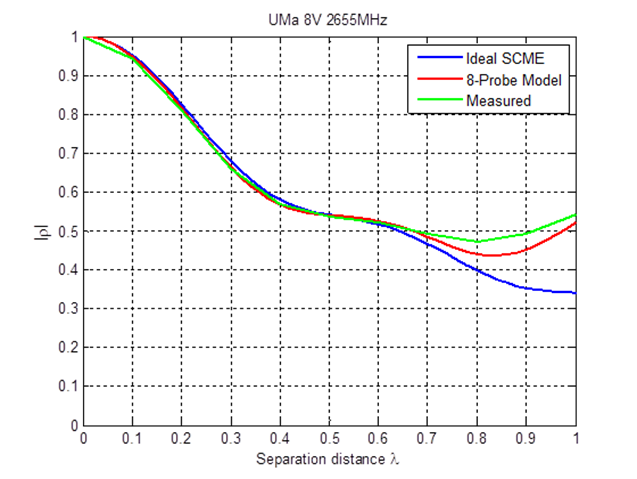 UMa 8V 2655MHz
Ideal SCME
8-Probe Model
Measured
|ρ|
1
0.9
0.8
0.7
0.6
0.5
0.4
0.3
0.2
0.1
0
0 0.1 0.2 0.3 0.4 0.5 0.6 0.7 0.8 0.9 1
Separation distance λ